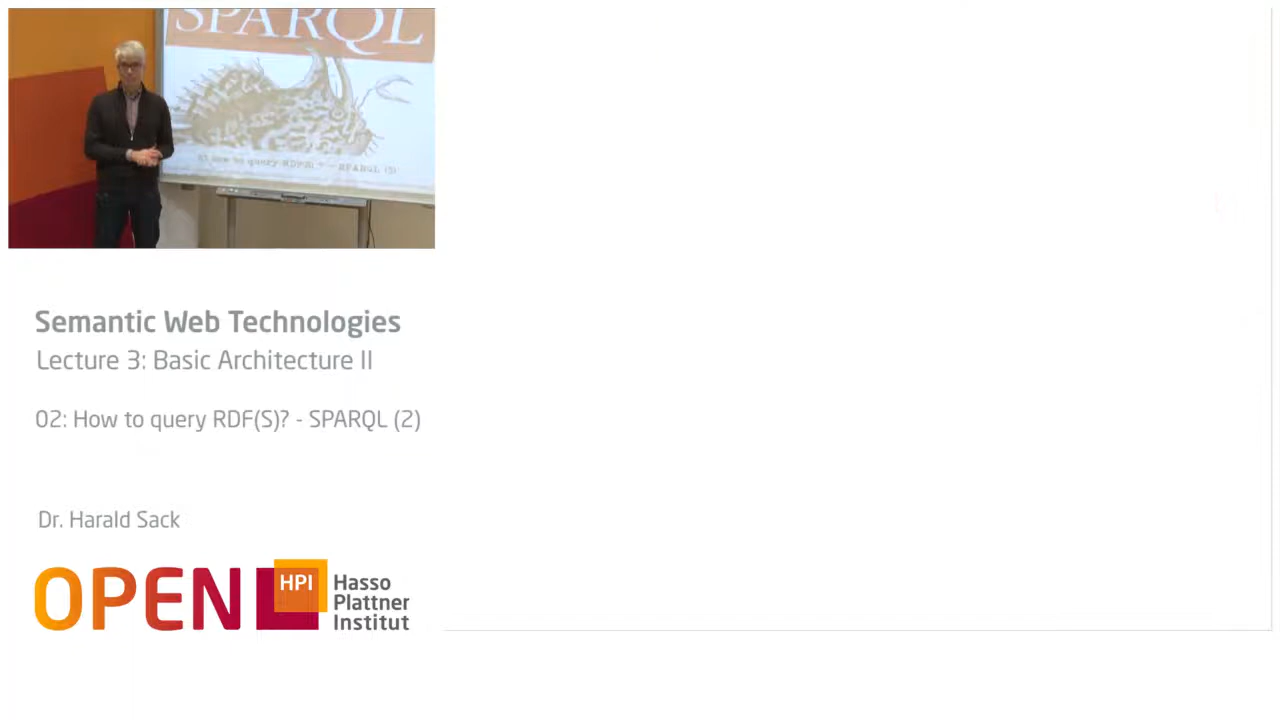 SPARQL
Semantic Web Technologies
Lecture 3: Basic Architecture II
02: How to query RDF(S)? - SPARQL (2)
Dr. Harald Sack
OPEN HPI
Hasso
Plattner
Institut